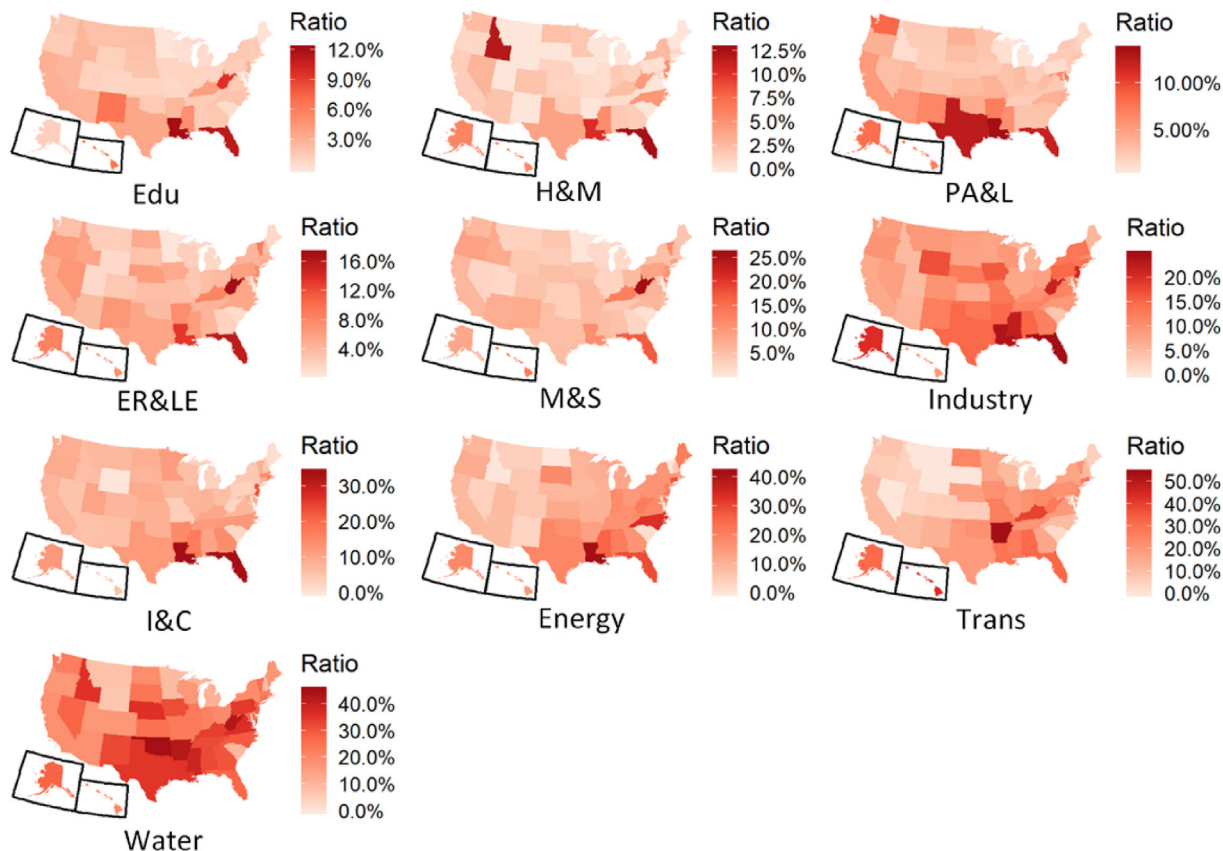 Ratio
12.0%
9.0%
6.0%
3.0%
Edu
Ratio
12.5%
10.0%
7.5%
5.0%
2.5%
0.0%
H&M
Ratio
10.00%
5.00%
PA&L
Ratio
16.0%
12.0%
8.0%
4.0%
ER&LE
Ratio
25.0%
20.0%
15.0%
10.0%
5.0%
M&S
Ratio
20.0%
15.0%
10.0%
5.0%
0.0%
Industry
Ratio
30.0%
20.0%
10.0%
0.0%
I&C
Ratio
40.0%
30.0%
20.0%
10.0%
0.0%
Energy
Ratio
50.0%
40.0%
30.0%
20.0%
10.0%
0.0%
Trans
Ratio
40.0%
30.0%
20.0%
10.0%
0.0%
Water